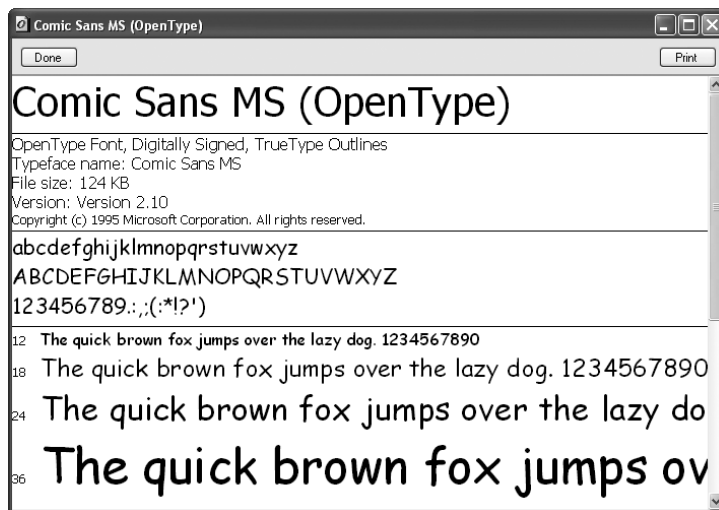 Comic Sans MS (OpenType)
Done Print
Comic Sans MS (OpenType)
OpenType Font, Digitally Signed, TrueType Outlines
Typeface name: Comic Sans MS
File size: 124 KB
Version: Version 2.10
Copyright (c) 1995 Microsoft Corporation. All rights reserved.
abcdefghijklmnopqrstuvwxyz
ABCDEFGHIJKLMNOPQRSTUVWXYZ
123456789.:,;(:*!?')
12 The quick brown fox jumps over the lazy dog. 1234567890
18 The quick brown fox jumps over the lazy dog. 1234567890
24 The quick brown fox jumps over the lazy do
36 The quick brown fox jumps ov